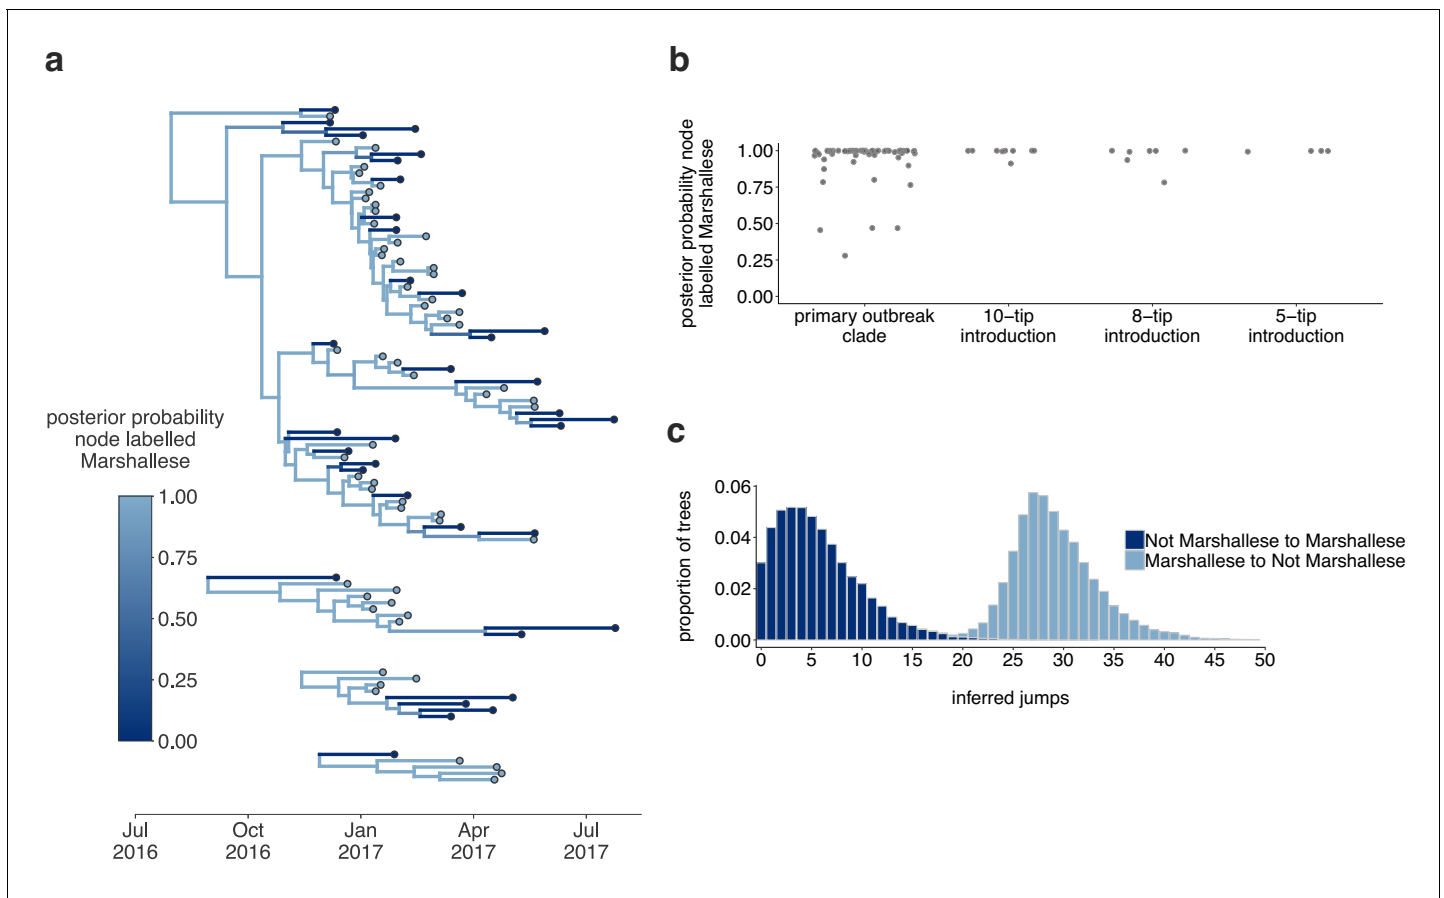 a
posterior probability
node labelled
Marshallese
1.00
0.75
0.50
0.25
0.00
Jul
2016
Oct
2016
Jan
2017
Apr
2017
Jul
2017
b
posterior probability node
labelled Marshallese
1.00
0.75
0.50
0.25
0.00
primary outbreak
clade
10–tip
introduction
8–tip
introduction
5–tip
introduction
c
proportion of trees
0.06
0.04
0.02
0.00
0 5 10 15 20 25 30 35 40 45 50
inferred jumps
Not Marshallese to Marshallese
Marshallese to Not Marshallese